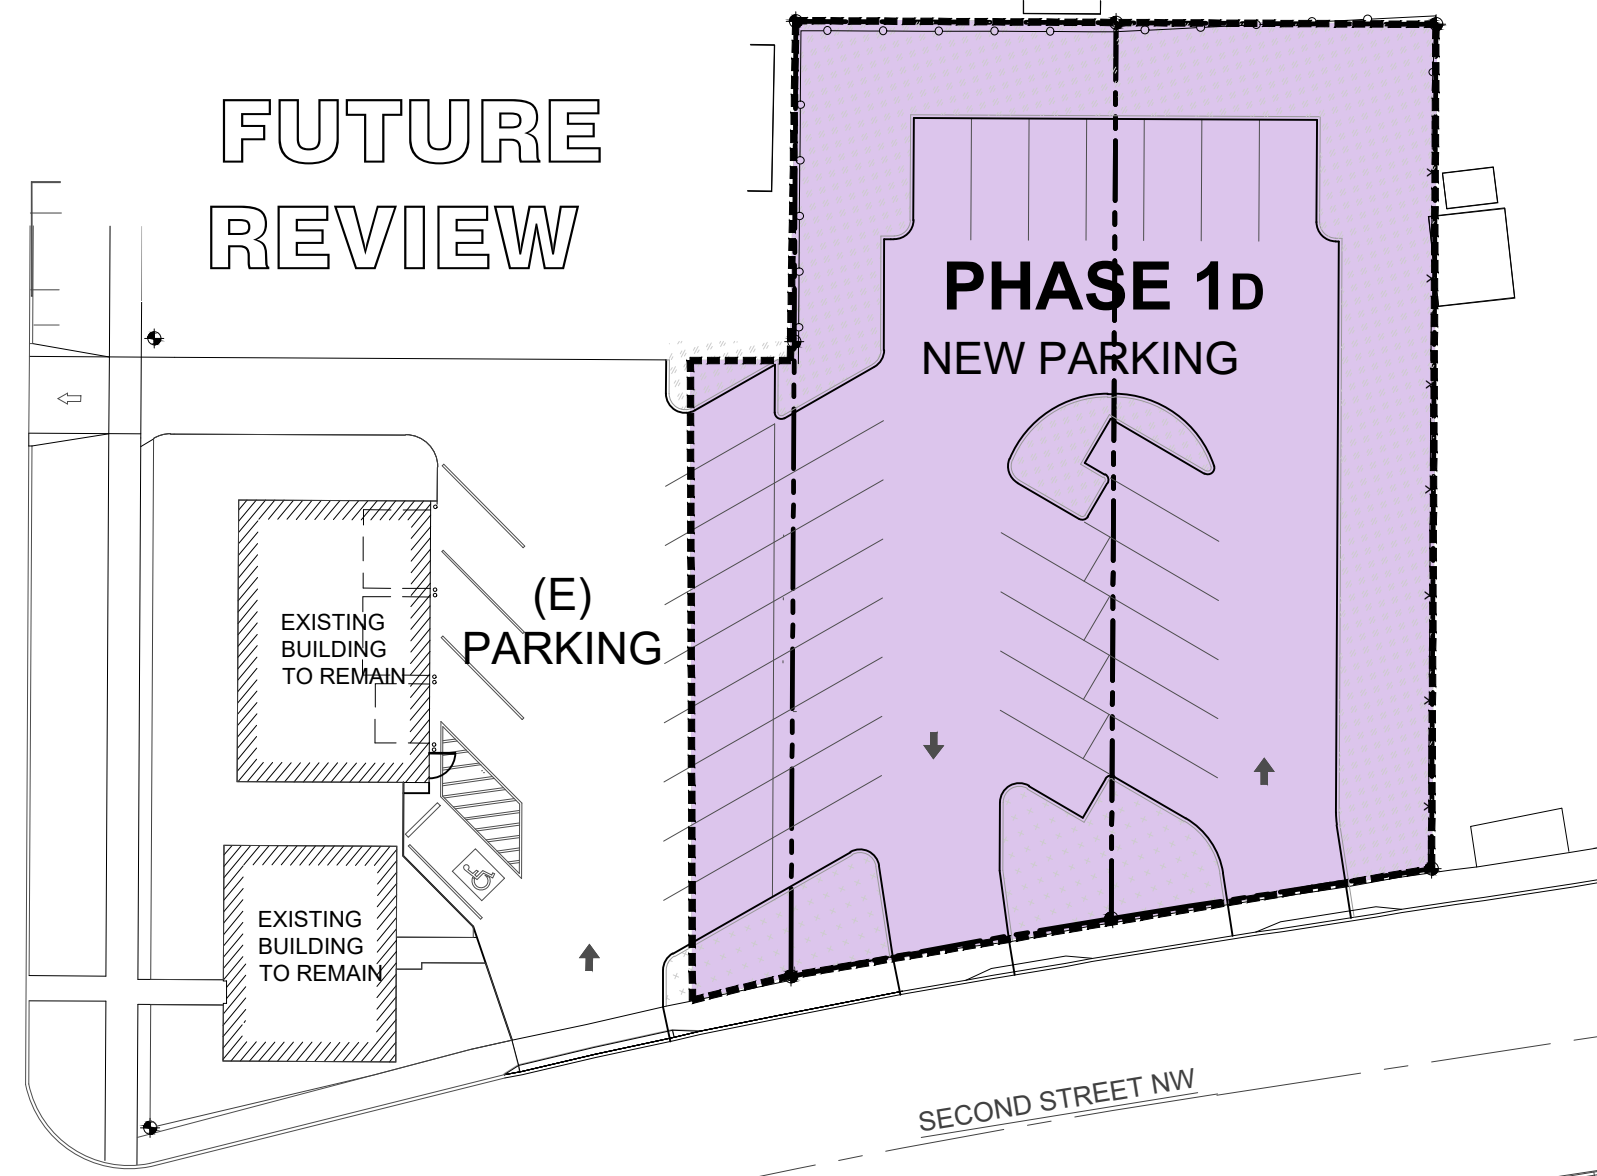 FUTURE
REVIEW
PHASE 1D
NEW PARKING
(E)
PARKING
EXISTING
BUILDING
TO REMAIN
EXISTING
BUILDING
TO REMAIN
SECOND STREET NW